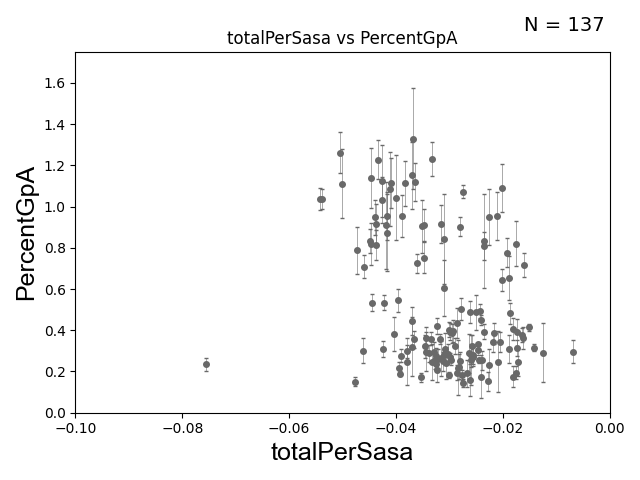 N = 137
totalPerSasa vs PercentGpA
PercentGpA
1.6
1.4
1.2
1.0
0.8
0.6
0.4
0.2
0.0
−0.10 −0.08 −0.06 −0.04 −0.02 0.00
totalPerSasa